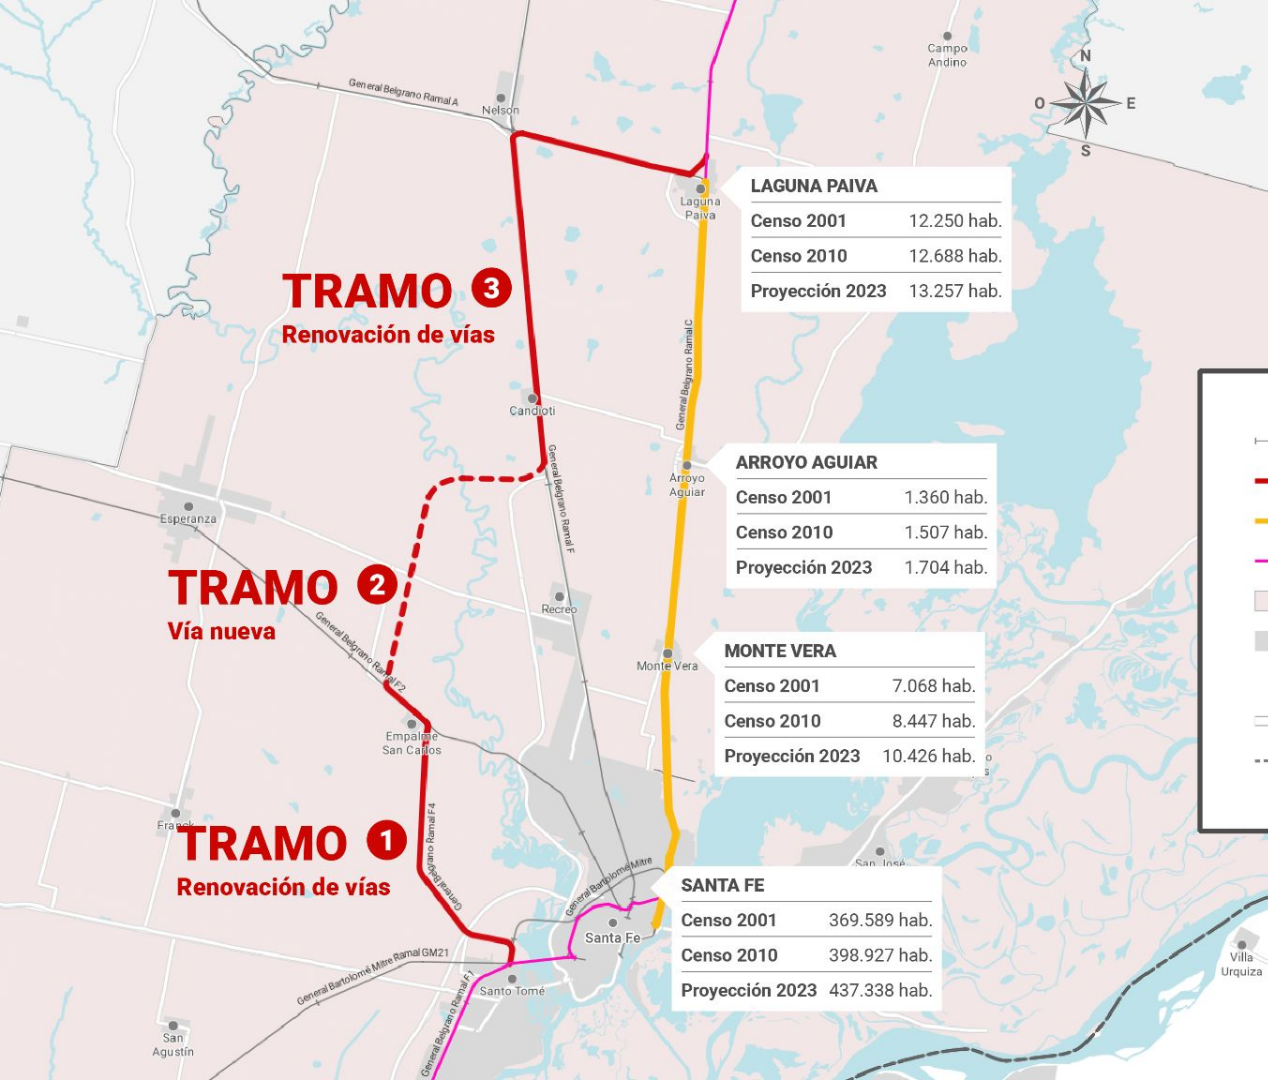 Campo
Andino
N
O
E
S
General Belgrano Ramal A
Nelson
LAGUNA PAIVA
Censo 2001 12.250 hab.
Censo 2010 12.688 hab.
Proyección 2023 13.257 hab.
Laguna
Paiva
TRAMO 3
Renovación de vías
General Belgrano Ramal C
Candioti
General Belgrano Ramal F
ARROYO AGUIAR
Censo 2001 1.360 hab.
Censo 2010 1.507 hab.
Proyección 2023 1.704 hab.
Arroyo
Aguiar
Esperanza
TRAMO 2
Vía nueva
Recreo
General Belgrano Ramal F2
MONTE VERA
Censo 2001 7.068 hab.
Censo 2010 8.447 hab.
Proyección 2023 10.426 hab.
Monte Vera
Empalme
San Carlos
Franck
TRAMO 1
Renovación de vías
General Belgrano Ramal F4
General Belgrano
General Bartolomé Mitre
San José
SANTA FE
Censo 2001 369.589 hab.
Censo 2010 398.927 hab.
Proyección 2023 437.338 hab.
Santa Fe
General Bartolomé Mitre Ramal GM21
General Belgrano Ramal F1
Santo Tomé
Villa
Urquiza
San
Agustín